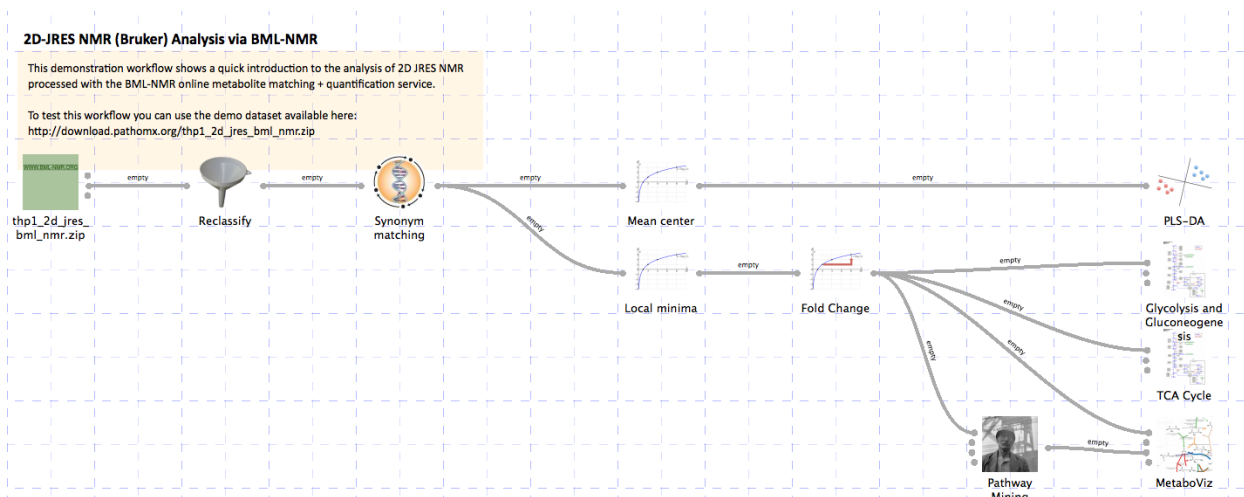 2D-JRES NMR (Bruker) Analysis via BML-NMR
This demonstration workflow shows a quick introduction to the analysis of 2D JRES NMR
processed with the BML-NMR online metabolite matching + quantification service.
To test this workflow you can use the demo dataset available here:
http://download.pathomx.org/thp1_2d_jres_bml_nmr.zip
WWW.BML-NMR.ORG
empty
empty
empty
empty
thp1_2d_jres_
bml_nmr.zip
Reclassify
Synonym
matching
Mean center
PLS-DA
empty
empty
empty
Local minima
Fold Change
Glycolysis and
Gluconeogene
sis
empty
empty
empty
TCA Cycle
empty
Pathway
Mining
MetaboViz